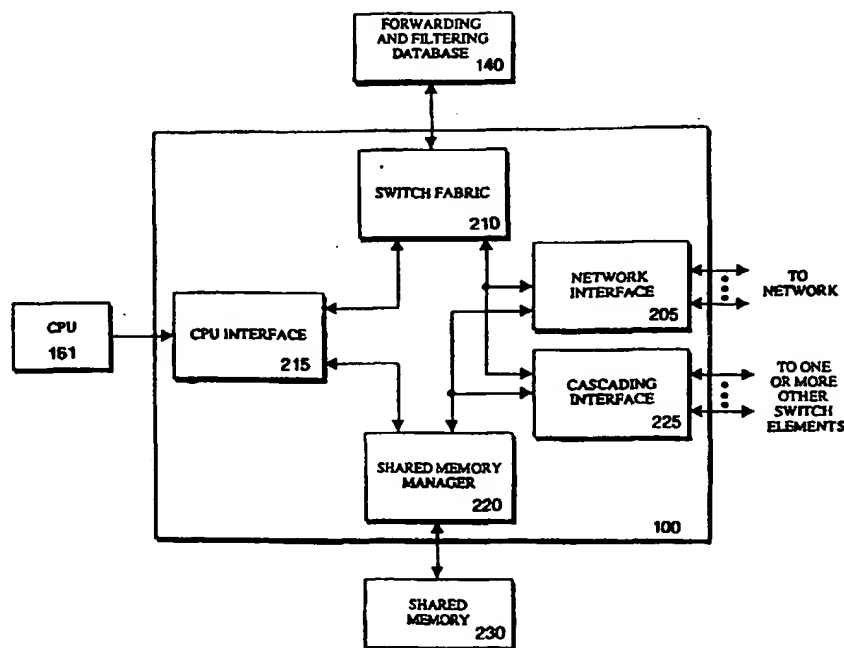 FORWARDING
AND FILTERING
DATABASE
140
SWITCH FABRIC
210
NETWORK
INTERFACE
205
TO
NETWORK
CPU
161
CPU INTERFACE
215
CASCADING
INTERFACE
225
TO ONE
OR MORE
OTHER
SWITCH
ELEMENTS
SHARED MEMORY
MANAGER
220
100
SHARED
MEMORY
230